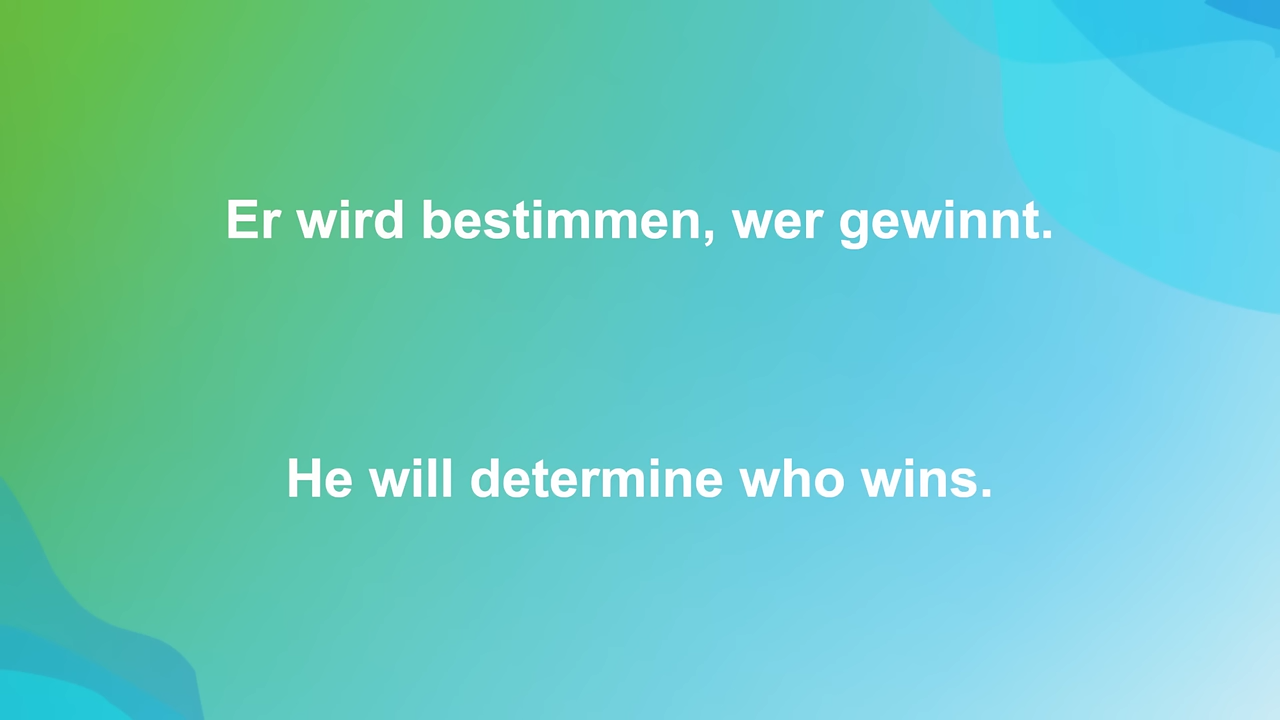 Er wird bestimmen, wer gewinnt.
He will determine who wins.